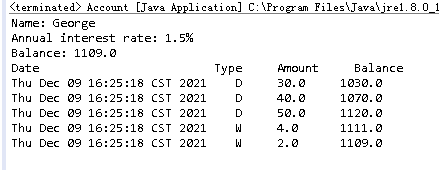 <terminated> Account [Java Application] C:\Program Files\Java\jre1.8.0_1
Name: George
Annual interest rate: 1.5%
Balance: 1109.0
Date Type Amount Balance
Thu Dec 09 16:25:18 CST 2021 D 30.0 1030.0
Thu Dec 09 16:25:18 CST 2021 D 40.0 1070.0
Thu Dec 09 16:25:18 CST 2021 D 50.0 1120.0
Thu Dec 09 16:25:18 CST 2021 W 4.0 1111.0
Thu Dec 09 16:25:18 CST 2021 W 2.0 1109.0